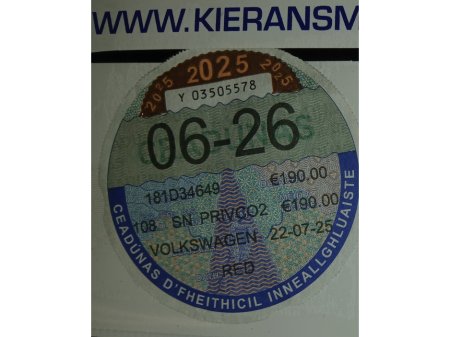 WWW.KIERANSM
2025 2025 2025
Y 03505578
06-26
181D34649 €190.00
108 SN PRIVCO2 €190.00
VOLKSWAGEN 22-07-25
RED
CEADÚNAS D'FHEITHICIL INNEALLGHLUAISTE